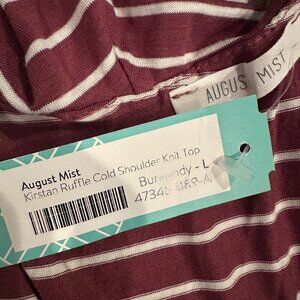 AUGUS MIST
August Mist
Kirstan Ruffle Cold Shoulder Knit Top
Burgundy - L